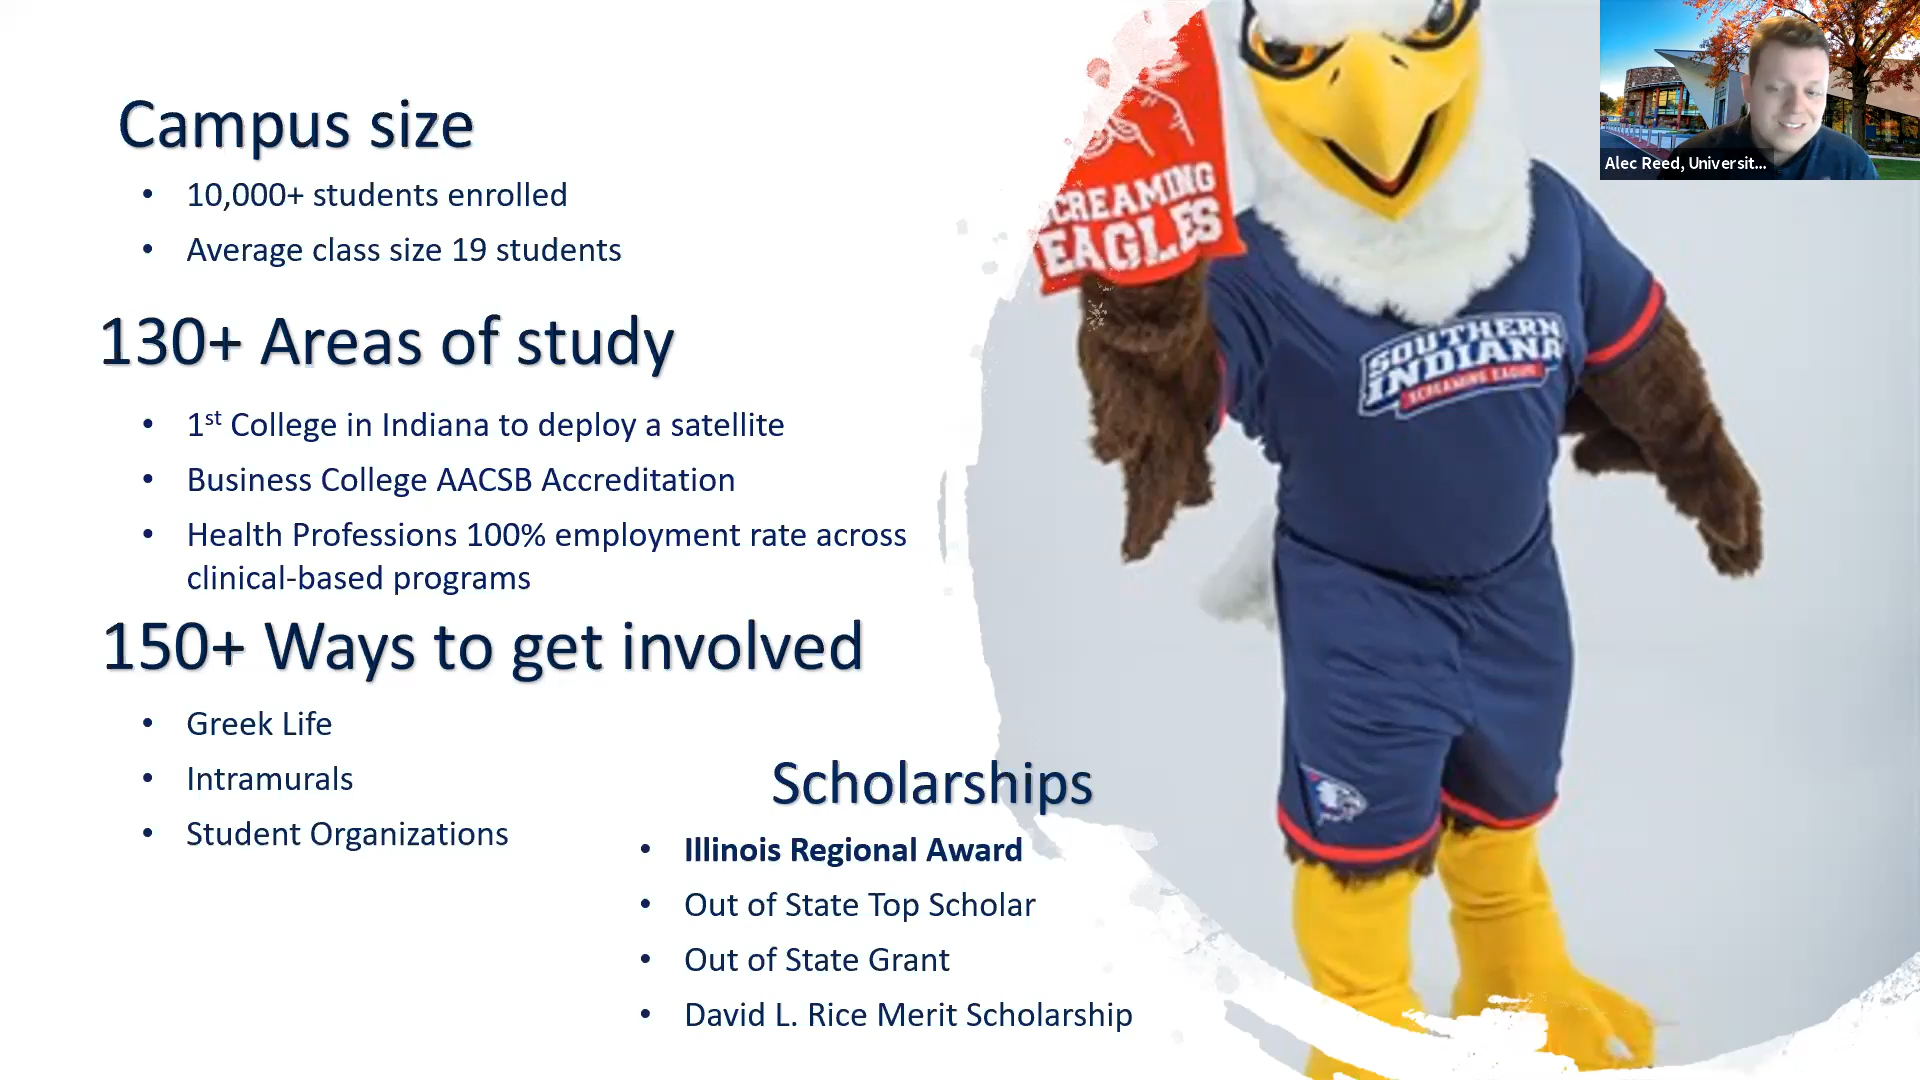 Campus size
• 10,000+ students enrolled
• Average class size 19 students
130+ Areas of study
• 1st College in Indiana to deploy a satellite
• Business College AACSB Accreditation
• Health Professions 100% employment rate across
clinical-based programs
150+ Ways to get involved
• Greek Life
• Intramurals
• Student Organizations
Scholarships
• Illinois Regional Award
• Out of State Top Scholar
• Out of State Grant
• David L. Rice Merit Scholarship
SCREAMING
EAGLES
SOUTHERN
INDIANA
SCREAMING EAGLES
Alec Reed, Universit...